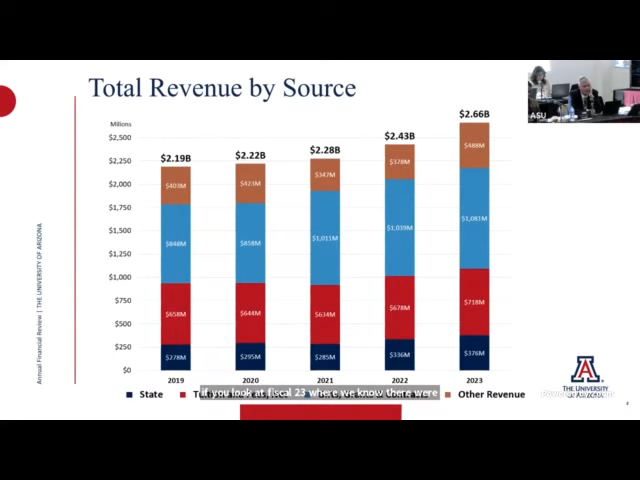 Total Revenue by Source
ASU
Millions
$2,500
$2,250
$2,000
$1,750
$1,500
$1,250
$1,000
$750
$500
$250
$0
$2.19B
$403M
$848M
$658M
$278M
2019
$2.22B
$423M
$858M
$644M
$295M
2020
$2.28B
$347M
$1,011M
$634M
$285M
2021
$2.43B
$378M
$1,039M
$678M
$336M
2022
$2.66B
$488M
$1,081M
$718M
$376M
2023
State
Other Revenue
if you look at fiscal 23 where we know there were
Annual Financial Review | THE UNIVERSITY OF ARIZONA
A
THE UNIVERSITY
OF ARIZONA